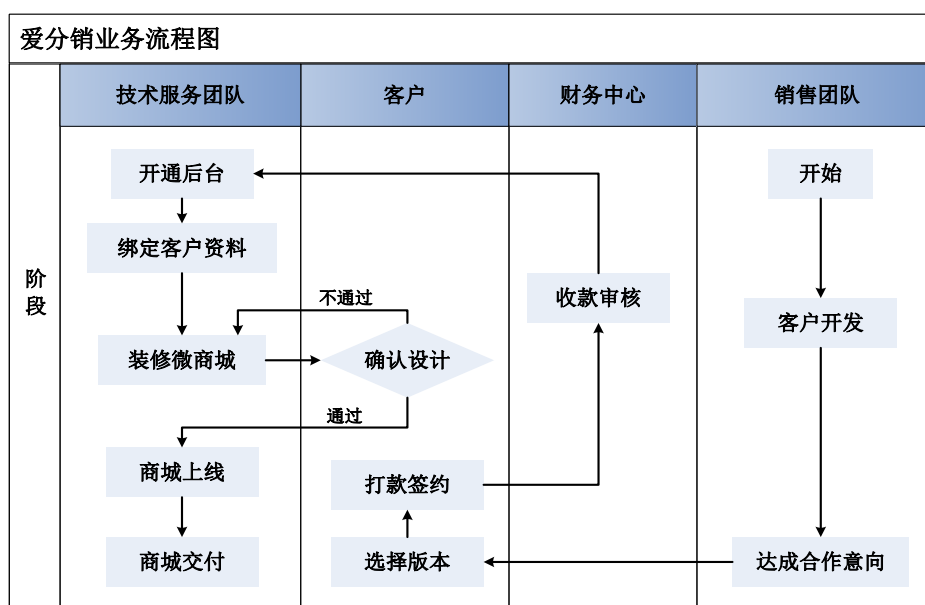 爱分销业务流程图
技术服务团队
客户
财务中心
销售团队
阶段
开通后台
开始
绑定客户资料
不通过
收款审核
客户开发
装修微商城
确认设计
通过
商城上线
打款签约
商城交付
选择版本
达成合作意向